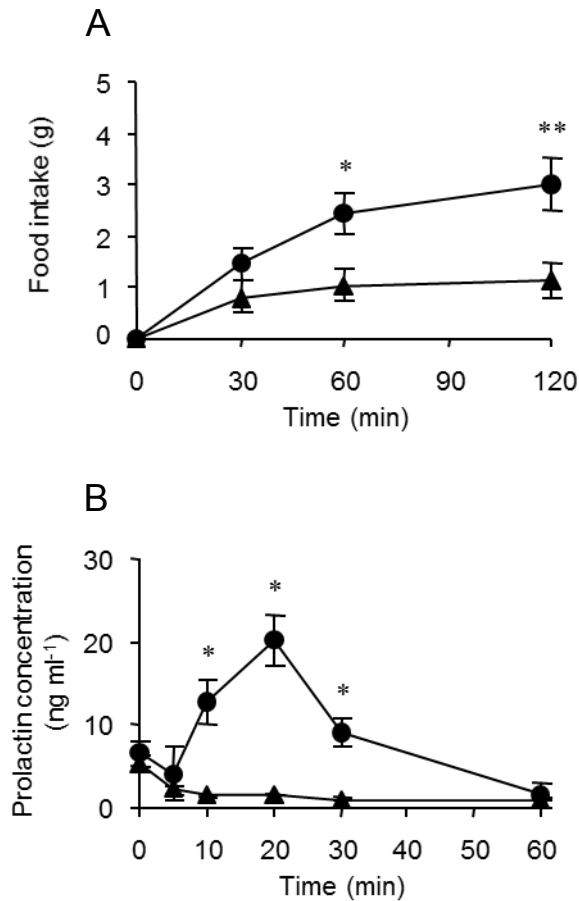 A
Food intake (g)
5
4
3
2
1
0
*
**
0 30 60 90 120
Time (min)
B
Prolactin concentration
(ng ml-1)
30
20
10
0
*
*
*
0 10 20 30 40 50 60
Time (min)